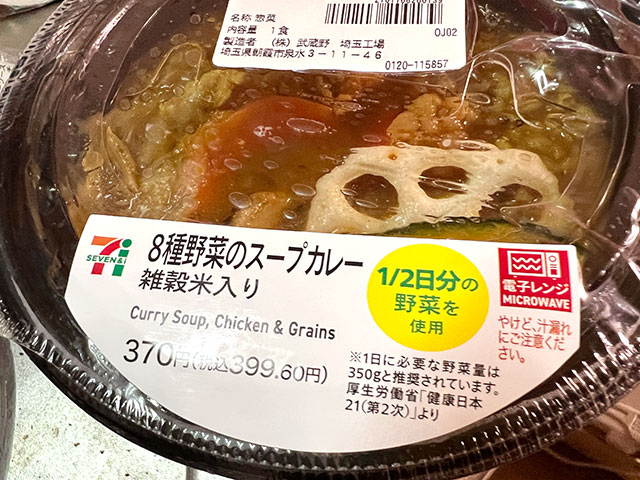 名称 惣菜
内容量 1食
製造者 (株)武蔵野 埼玉工場
埼玉県朝霞市泉水3-11-46
0120-115857
OJ02
SEVEN&i
8種野菜のスープカレー
雑穀米入り
Curry Soup, Chicken & Grains
370円(税込399.60円)
1/2日分の
野菜を
使用
電子レンジ
MICROWAVE
やけど、汁漏れ
にご注意くだ
さい。
※1日に必要な野菜量は
350gと推奨されています。
厚生労働省「健康日本
21(第2次)」より